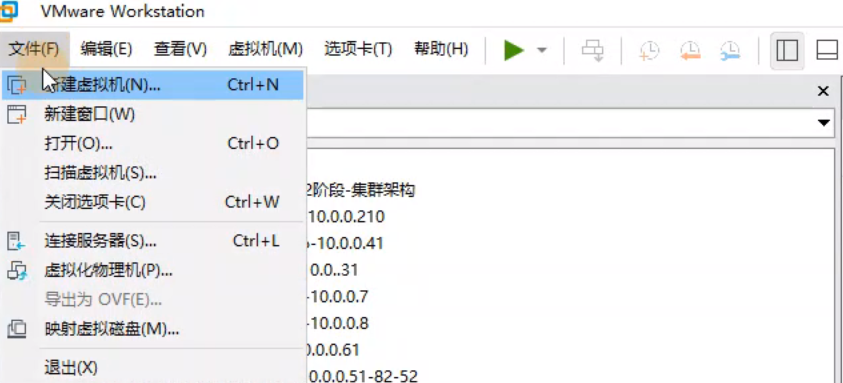 VMware Workstation
文件(F) 编辑(E) 查看(V) 虚拟机(M) 选项卡(T) 帮助(H)
新建虚拟机(N)... Ctrl+N
新建窗口(W)
打开(O)... Ctrl+O
扫描虚拟机(S)...
关闭选项卡(C) Ctrl+W
连接服务器(S)... Ctrl+L
虚拟化物理机(P)...
导出为 OVF(E)...
映射虚拟磁盘(M)...
退出(X)
2阶段-集群架构
10.0.0.210
-10.0.0.41
10.0..31
-10.0.0.7
-10.0.0.8
0.0.0.61
0.0.0.51-82-52